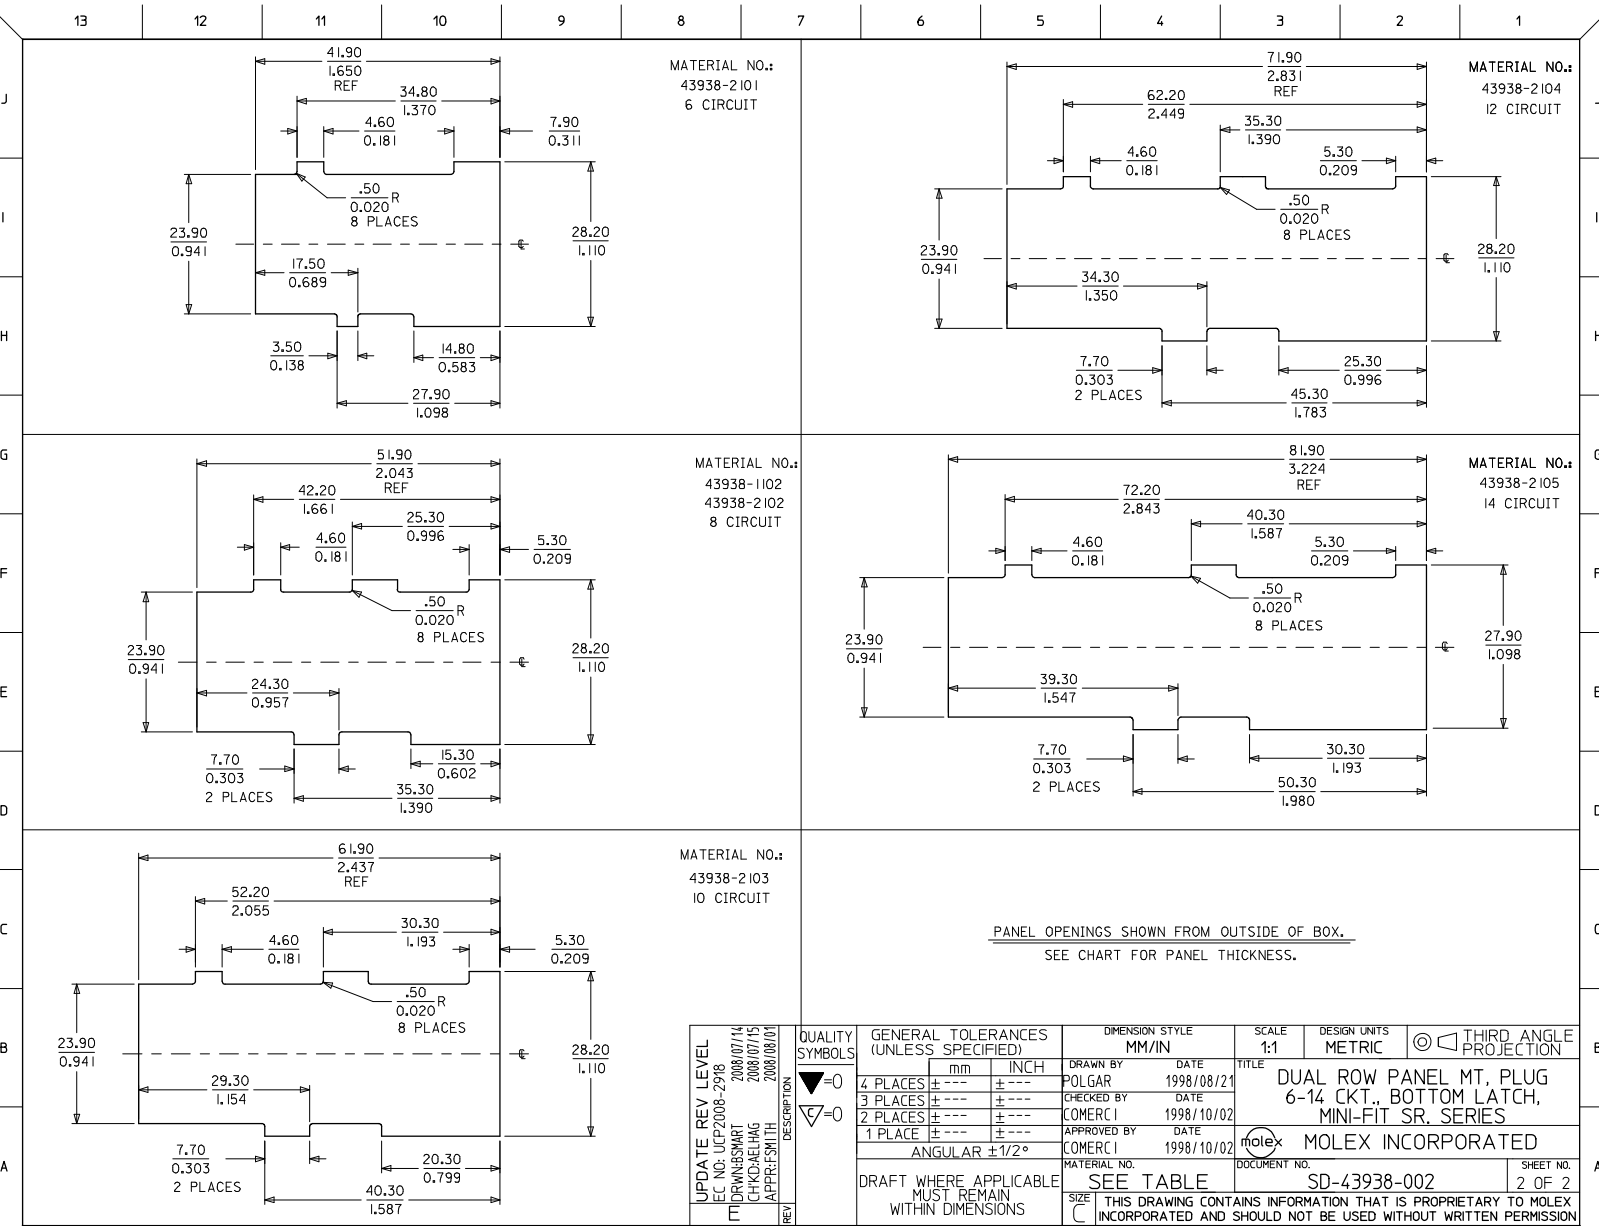 13 12 11 10 9 8 7 6 5 4 3 2 1
J
I
H
G
F
E
D
C
B
A
41.90
1.650
REF
34.80
1.370
4.60
0.181
7.90
0.311
.50
0.020 R
8 PLACES
23.90
0.941
28.20
1.110
17.50
0.689
3.50
0.138
14.80
0.583
27.90
1.098
MATERIAL NO.:
43938-2101
6 CIRCUIT
71.90
2.831
REF
62.20
2.449
35.30
1.390
4.60
0.181
5.30
0.209
.50
0.020 R
8 PLACES
23.90
0.941
28.20
1.110
34.30
1.350
7.70
0.303
2 PLACES
25.30
0.996
45.30
1.783
MATERIAL NO.:
43938-2104
12 CIRCUIT
51.90
2.043
REF
42.20
1.661
25.30
0.996
4.60
0.181
5.30
0.209
.50
0.020 R
8 PLACES
23.90
0.941
28.20
1.110
24.30
0.957
7.70
0.303
2 PLACES
15.30
0.602
35.30
1.390
MATERIAL NO.:
43938-1102
43938-2102
8 CIRCUIT
81.90
3.224
REF
72.20
2.843
40.30
1.587
4.60
0.181
5.30
0.209
.50
0.020 R
8 PLACES
23.90
0.941
27.90
1.098
39.30
1.547
7.70
0.303
2 PLACES
30.30
1.193
50.30
1.980
MATERIAL NO.:
43938-2105
14 CIRCUIT
61.90
2.437
REF
52.20
2.055
30.30
1.193
4.60
0.181
5.30
0.209
.50
0.020 R
8 PLACES
23.90
0.941
28.20
1.110
29.30
1.154
7.70
0.303
2 PLACES
20.30
0.799
40.30
1.587
MATERIAL NO.:
43938-2103
10 CIRCUIT
PANEL OPENINGS SHOWN FROM OUTSIDE OF BOX.
SEE CHART FOR PANEL THICKNESS.
UPDATE REV LEVEL
EC NO: UCP2008-2918
DRWN:BSMART 2008/07/14
CH'KD:AELHAG 2008/07/15
APPR:FSMITH 2008/08/01
E
REV DESCRIPTION
QUALITY
SYMBOLS
=0
C =0
GENERAL TOLERANCES
(UNLESS SPECIFIED)
mm INCH
4 PLACES ± --- ± ---
3 PLACES ± --- ± ---
2 PLACES ± --- ± ---
1 PLACE ± --- ± ---
ANGULAR ±1/2°
DRAFT WHERE APPLICABLE
MUST REMAIN
WITHIN DIMENSIONS
DIMENSION STYLE
MM/IN
SCALE
1:1
DESIGN UNITS
METRIC
THIRD ANGLE
PROJECTION
DRAWN BY DATE
POLGAR 1998/08/21
CHECKED BY DATE
COMERCI 1998/10/02
APPROVED BY DATE
COMERCI 1998/10/02
TITLE
DUAL ROW PANEL MT, PLUG
6-14 CKT., BOTTOM LATCH,
MINI-FIT SR. SERIES
molex MOLEX INCORPORATED
MATERIAL NO.
SEE TABLE
DOCUMENT NO.
SD-43938-002
SHEET NO.
2 OF 2
SIZE
C
THIS DRAWING CONTAINS INFORMATION THAT IS PROPRIETARY TO MOLEX
INCORPORATED AND SHOULD NOT BE USED WITHOUT WRITTEN PERMISSION